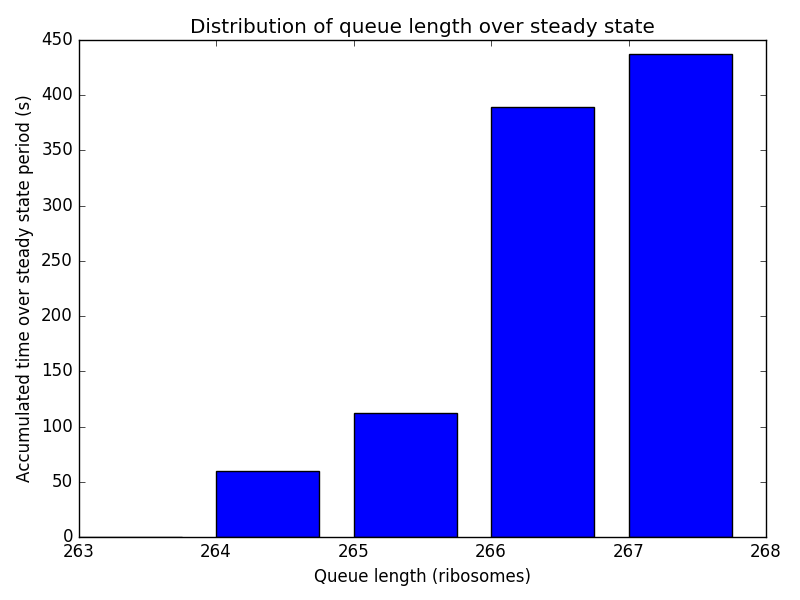 Distribution of queue length over steady state
Accumulated time over steady state period (s)
450
400
350
300
250
200
150
100
50
0
263 264 265 266 267 268
Queue length (ribosomes)